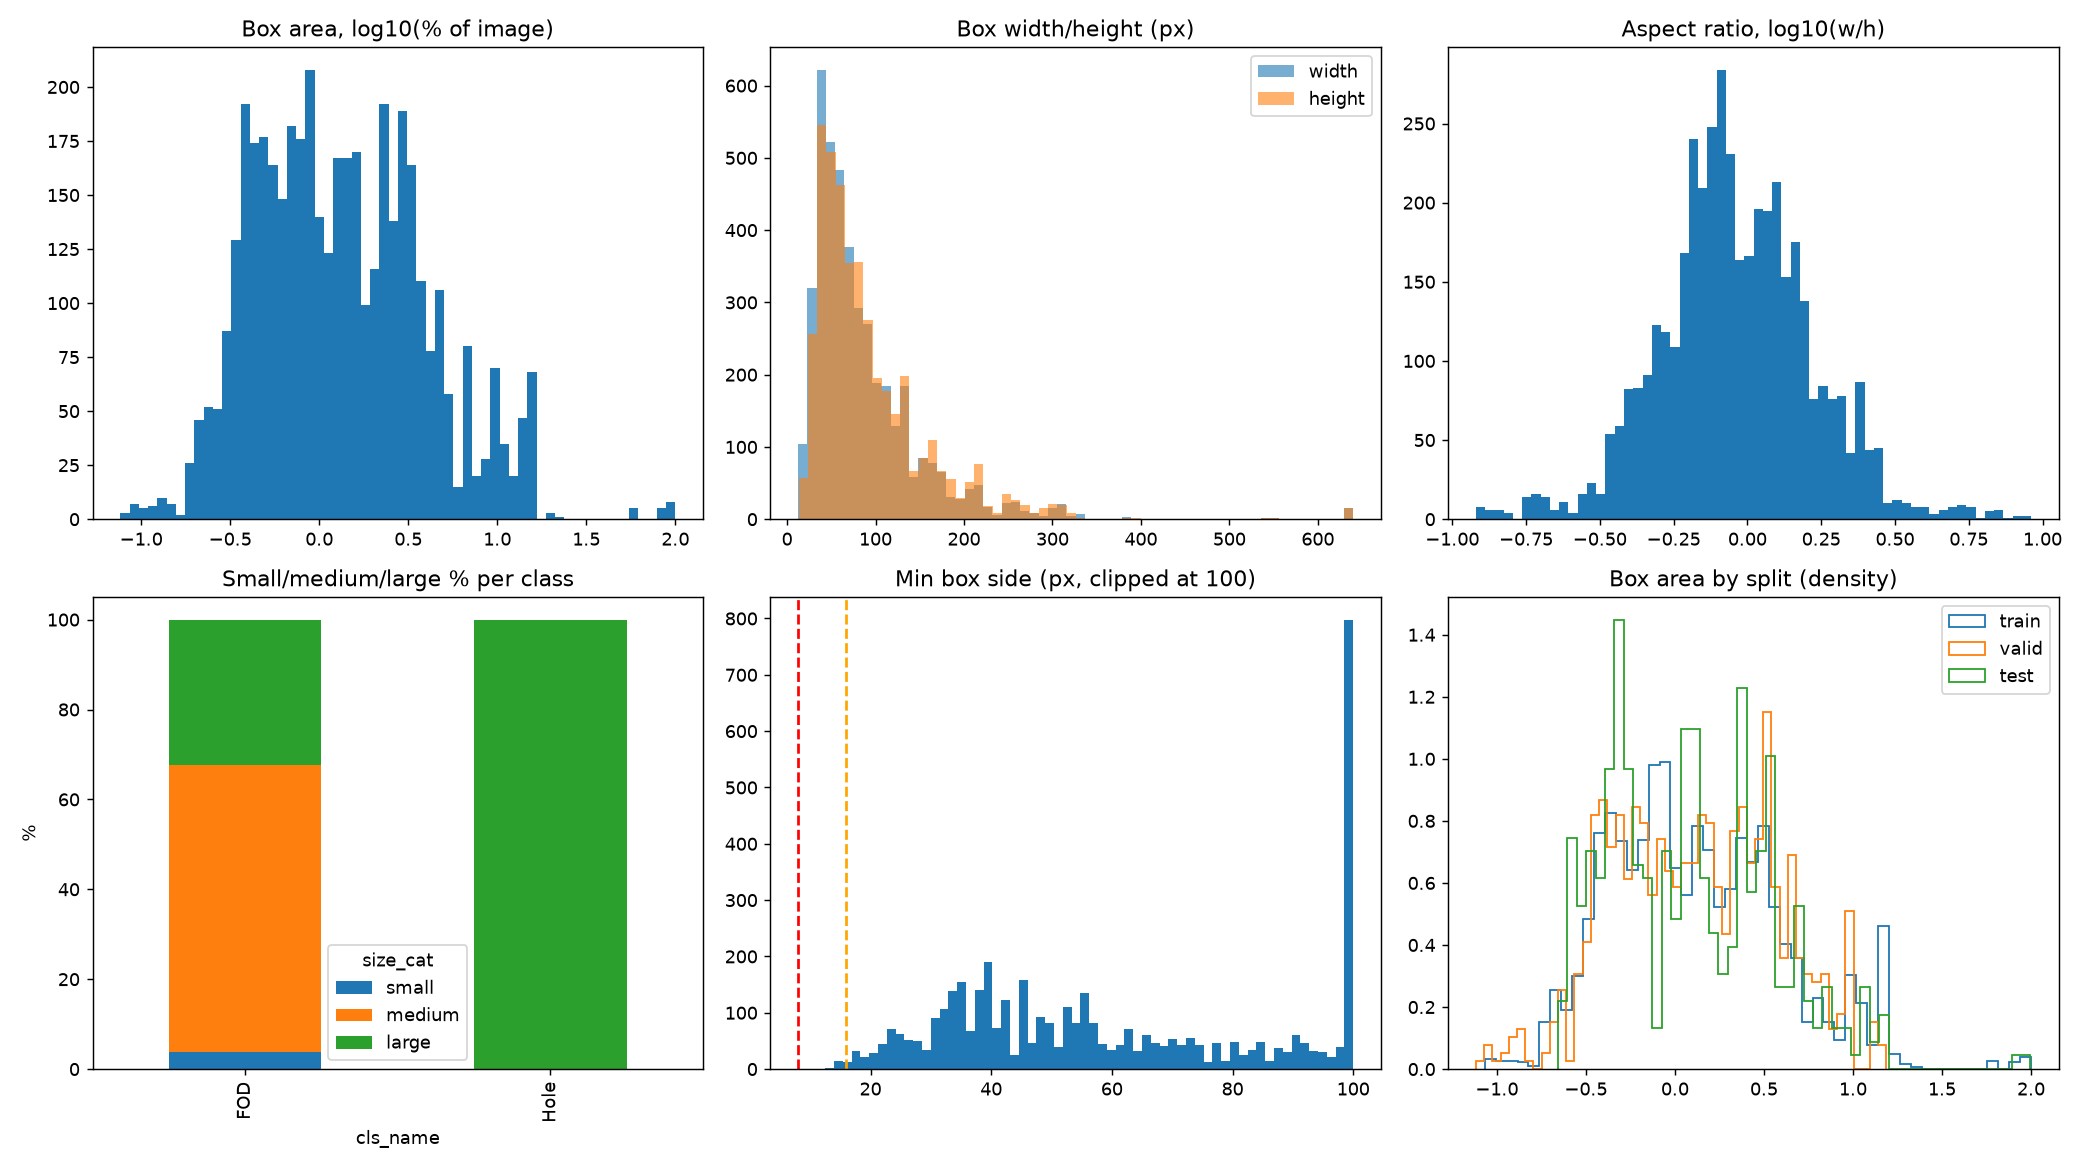 Box area, log10(% of image)
200
175
150
125
100
75
50
25
0
−1.0 −0.5 0.0 0.5 1.0 1.5 2.0
Box width/height (px)
width
height
600
500
400
300
200
100
0
0 100 200 300 400 500 600
Aspect ratio, log10(w/h)
250
200
150
100
50
0
−1.00 −0.75 −0.50 −0.25 0.00 0.25 0.50 0.75 1.00
Small/medium/large % per class
100
80
60
40
20
0
%
size_cat
small
medium
large
FOD
Hole
cls_name
Min box side (px, clipped at 100)
800
700
600
500
400
300
200
100
0
20 40 60 80 100
Box area by split (density)
train
valid
test
1.4
1.2
1.0
0.8
0.6
0.4
0.2
0.0
−1.0 −0.5 0.0 0.5 1.0 1.5 2.0